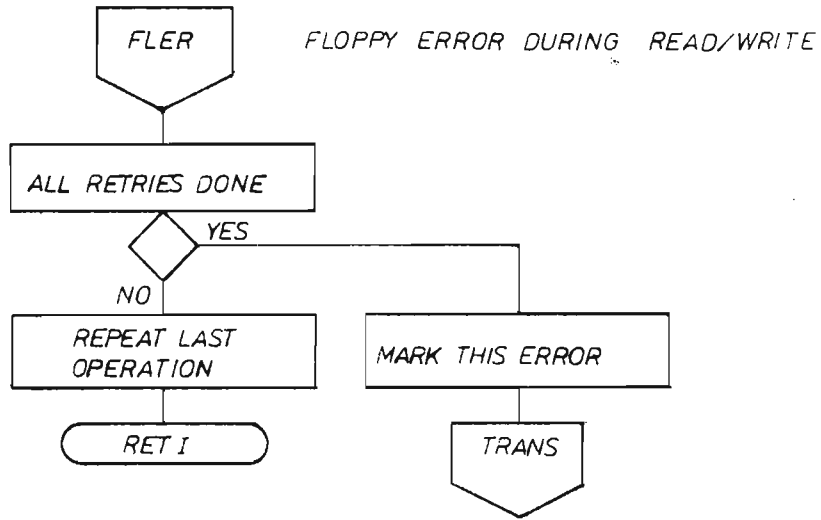 FLER
FLOPPY ERROR DURING READ/WRITE
ALL RETRIES DONE
YES
NO
REPEAT LAST
OPERATION
MARK THIS ERROR
RET I
TRANS